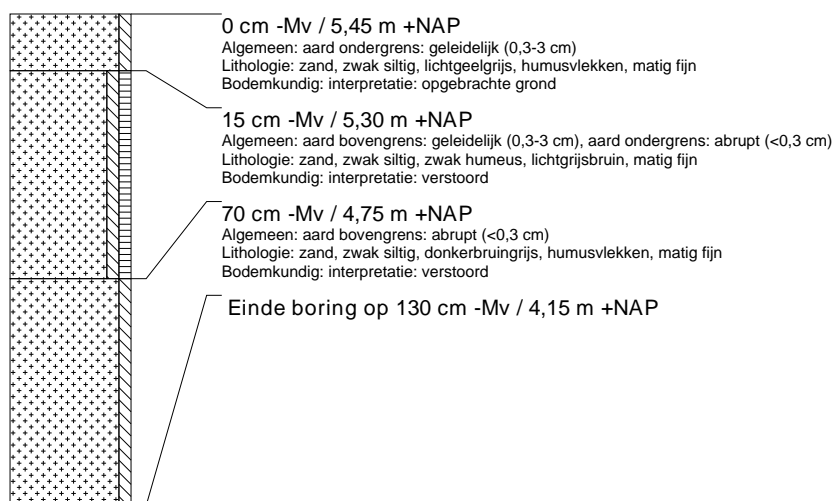 0 cm -Mv / 5,45 m +NAP
Algemeen: aard ondergrens: geleidelijk (0,3-3 cm)
Lithologie: zand, zwak siltig, lichtgeelgrijs, humusvlekken, matig fijn
Bodemkundig: interpretatie: opgebrachte grond
15 cm -Mv / 5,30 m +NAP
Algemeen: aard bovengrens: geleidelijk (0,3-3 cm), aard ondergrens: abrupt (<0,3 cm)
Lithologie: zand, zwak siltig, zwak humeus, lichtgrijsbruin, matig fijn
Bodemkundig: interpretatie: verstoord
70 cm -Mv / 4,75 m +NAP
Algemeen: aard bovengrens: abrupt (<0,3 cm)
Lithologie: zand, zwak siltig, donkerbruingrijs, humusvlekken, matig fijn
Bodemkundig: interpretatie: verstoord
Einde boring op 130 cm -Mv / 4,15 m +NAP